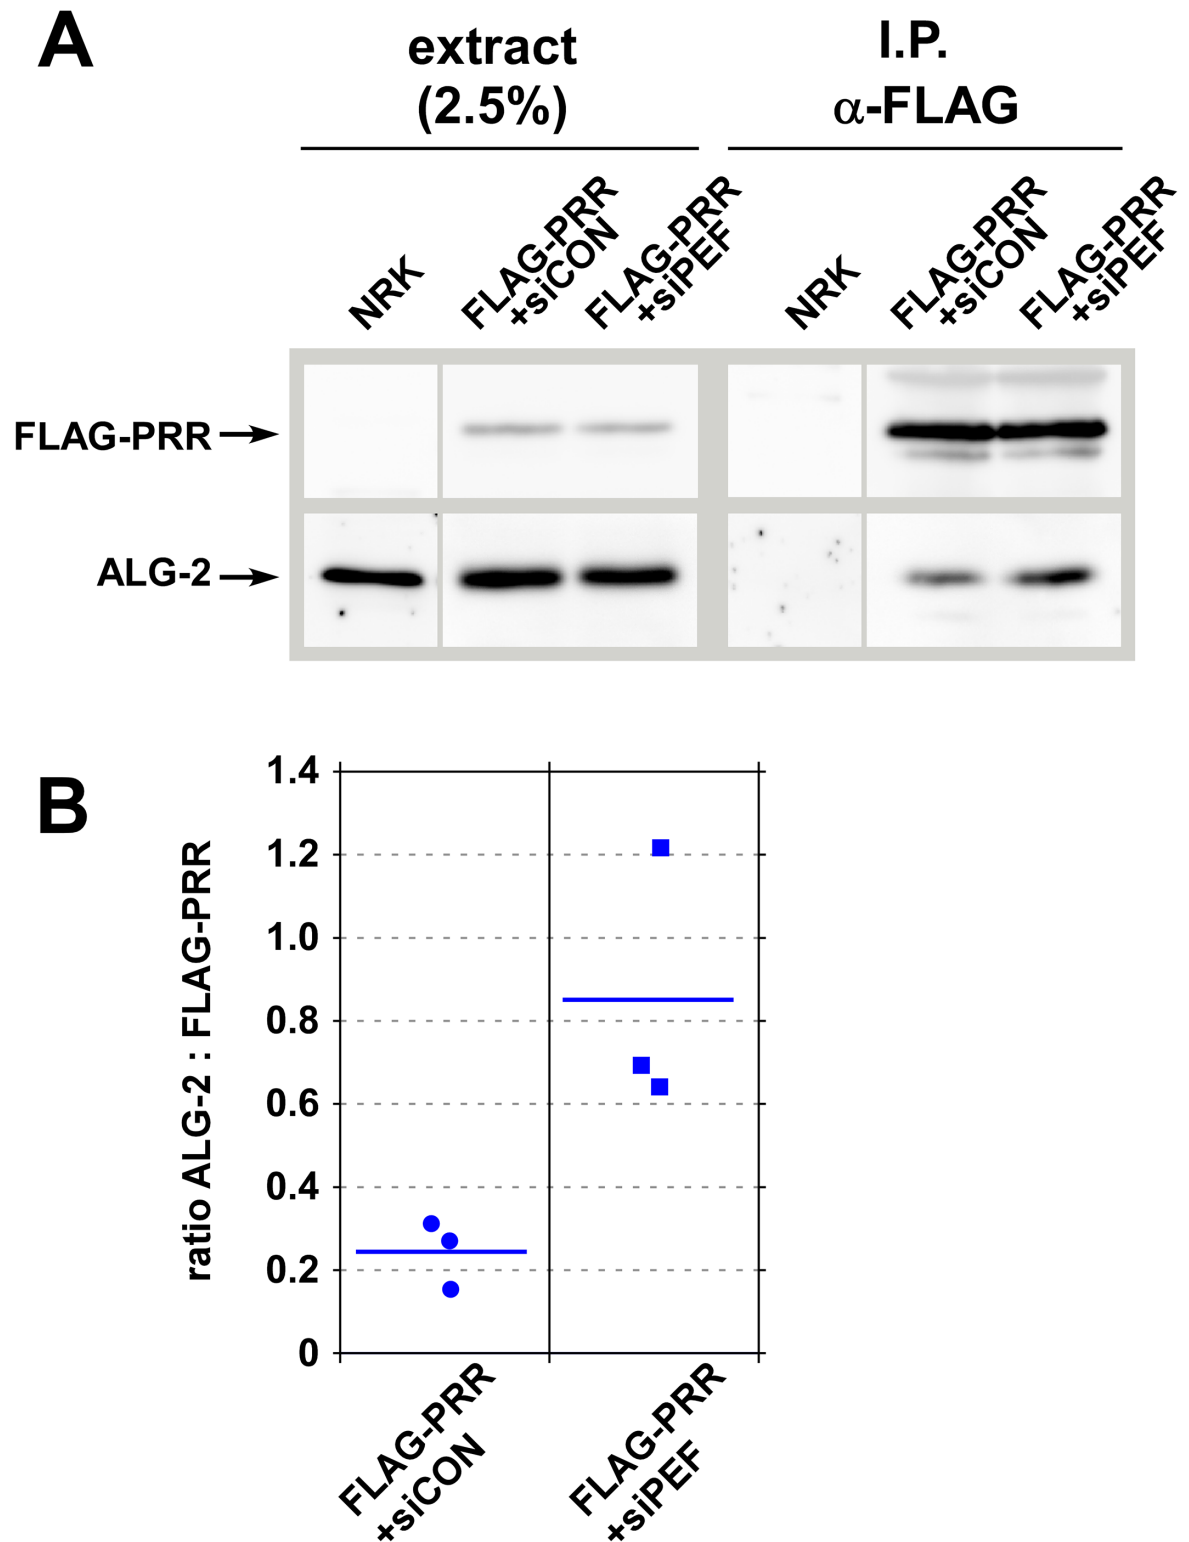 A
extract
(2.5%)
I.P.
α-FLAG
NRK
FLAG-PRR
+siCON
FLAG-PRR
+siPEF
NRK
FLAG-PRR
+siCON
FLAG-PRR
+siPEF
FLAG-PRR
ALG-2
B
ratio ALG-2 : FLAG-PRR
1.4
1.2
1.0
0.8
0.6
0.4
0.2
0
FLAG-PRR
+siCON
FLAG-PRR
+siPEF